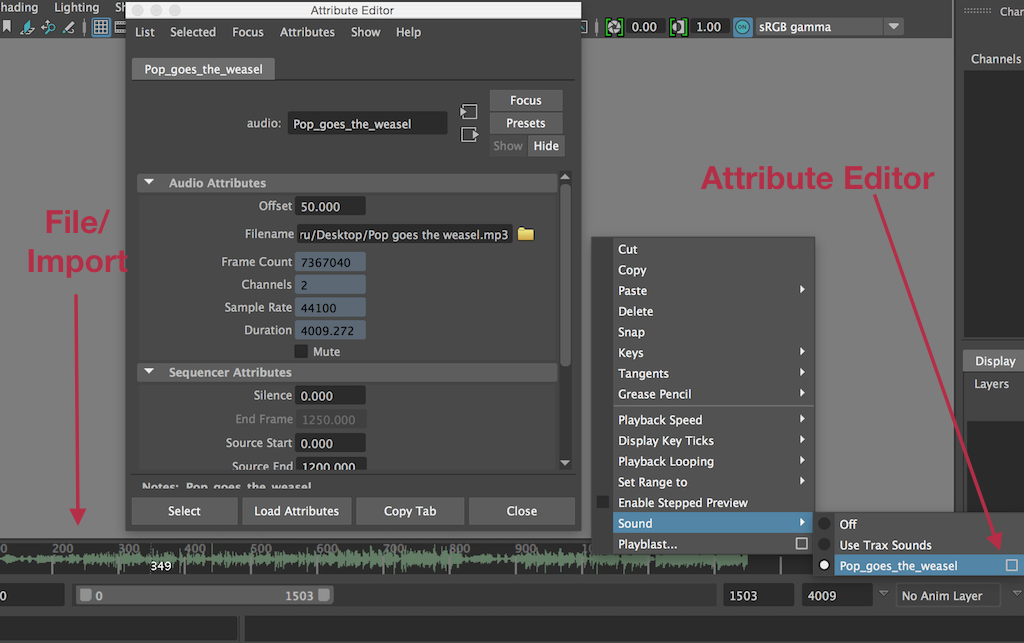 hading Lighting Sh
Attribute Editor
List Selected Focus Attributes Show Help
0.00 1.00 ON sRGB gamma
Chan
Channels
Pop_goes_the_weasel
audio: Pop_goes_the_weasel
Focus
Presets
Show Hide
Audio Attributes
Offset 50.000
Filename ru/Desktop/Pop goes the weasel.mp3
Frame Count 7367040
Channels 2
Sample Rate 44100
Duration 4009.272
Mute
Sequencer Attributes
Silence 0.000
End Frame 1250.000
Source Start 0.000
Source End 1200.000
Notes: Pop_goes_the_weasel
Select Load Attributes Copy Tab Close
File/
Import
Attribute Editor
Cut
Copy
Paste
Delete
Snap
Keys
Tangents
Grease Pencil
Playback Speed
Display Key Ticks
Playback Looping
Set Range to
Enable Stepped Preview
Sound
Playblast...
Off
Use Trax Sounds
Pop_goes_the_weasel
Display
Layers
0 200 300 400 500 600 700 800 900
349
0 0 1503 1503 4009 No Anim Layer